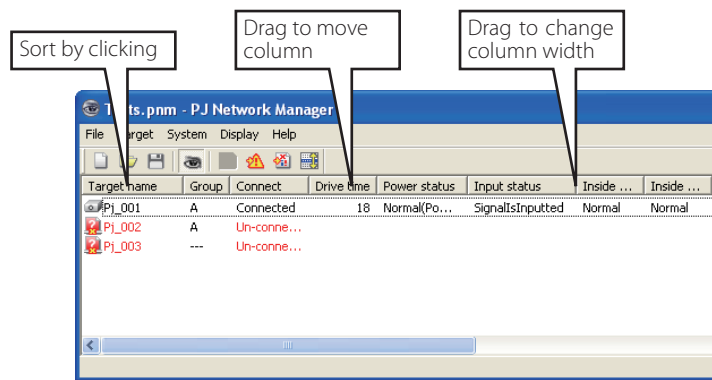 Sort by clicking
Drag to move
column
Drag to change
column width
ts.pnm - PJ Network Manager
File arget System Display Help
Target name Group Connect Drive time Power status Input status Inside ... Inside ...
Pj_001 A Connected 18 Normal(Po... SignalIsInputted Normal Normal
Pj_002 A Un-conne...
Pj_003 --- Un-conne...